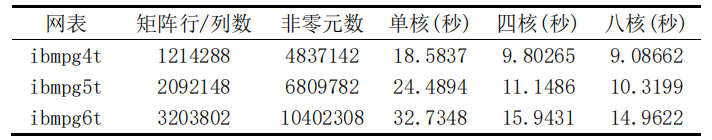 网表 矩阵行/列数 非零元数 单核(秒) 四核(秒) 八核(秒)
ibmpg4t 1214288 4837142 18.5837 9.80265 9.08662
ibmpg5t 2092148 6809782 24.4894 11.1486 10.3199
ibmpg6t 3203802 10402308 32.7348 15.9431 14.9622